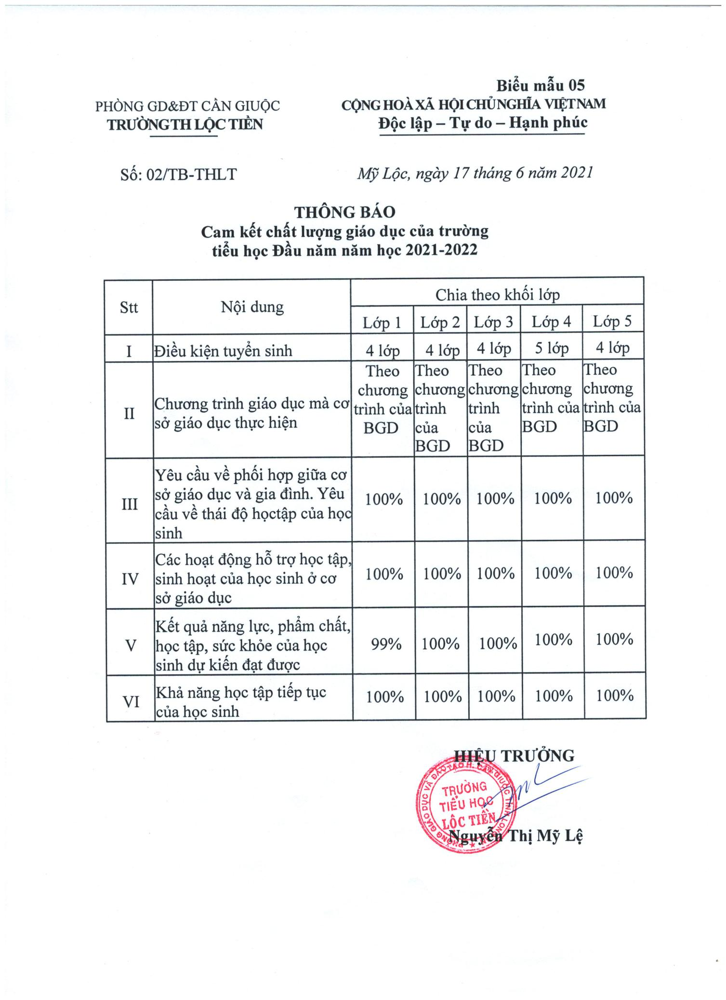 Biểu mẫu 05
PHÒNG GD&ĐT CẦN GIUỘC
CỘNG HOÀ XÃ HỘI CHỦ NGHĨA VIỆT NAM
TRƯỜNG TH LỘC TIỀN
Độc lập – Tự do – Hạnh phúc
Số: 02/TB-THLT
Mỹ Lộc, ngày 17 tháng 6 năm 2021
THÔNG BÁO
Cam kết chất lượng giáo dục của trường
tiểu học Đầu năm năm học 2021-2022
Stt
Nội dung
Chia theo khối lớp
Lớp 1 Lớp 2 Lớp 3 Lớp 4 Lớp 5
I
Điều kiện tuyển sinh
4 lớp 4 lớp 4 lớp 5 lớp 4 lớp
II
Chương trình giáo dục mà cơ
sở giáo dục thực hiện
Theo
chương
trình của
BGD
Theo
chương
trình
của
BGD
Theo
chương
trình
của
BGD
Theo
chương
trình của
BGD
Theo
chương
trình của
BGD
III
Yêu cầu về phối hợp giữa cơ
sở giáo dục và gia đình. Yêu
cầu về thái độ họctập của học
sinh
100% 100% 100% 100% 100%
IV
Các hoạt động hỗ trợ học tập,
sinh hoạt của học sinh ở cơ
sở giáo dục
100% 100% 100% 100% 100%
V
Kết quả năng lực, phẩm chất,
học tập, sức khỏe của học
sinh dự kiến đạt được
99% 100% 100% 100% 100%
VI
Khả năng học tập tiếp tục
của học sinh
100% 100% 100% 100% 100%
HIỆU TRƯỞNG
PHÒNG GIÁO DỤC VÀ ĐÀO TẠO H. CẦN GIUỘC TỈNH LONG AN
TRƯỜNG
TIỂU HỌC
LỘC TIỀN
Nguyễn Thị Mỹ Lệ